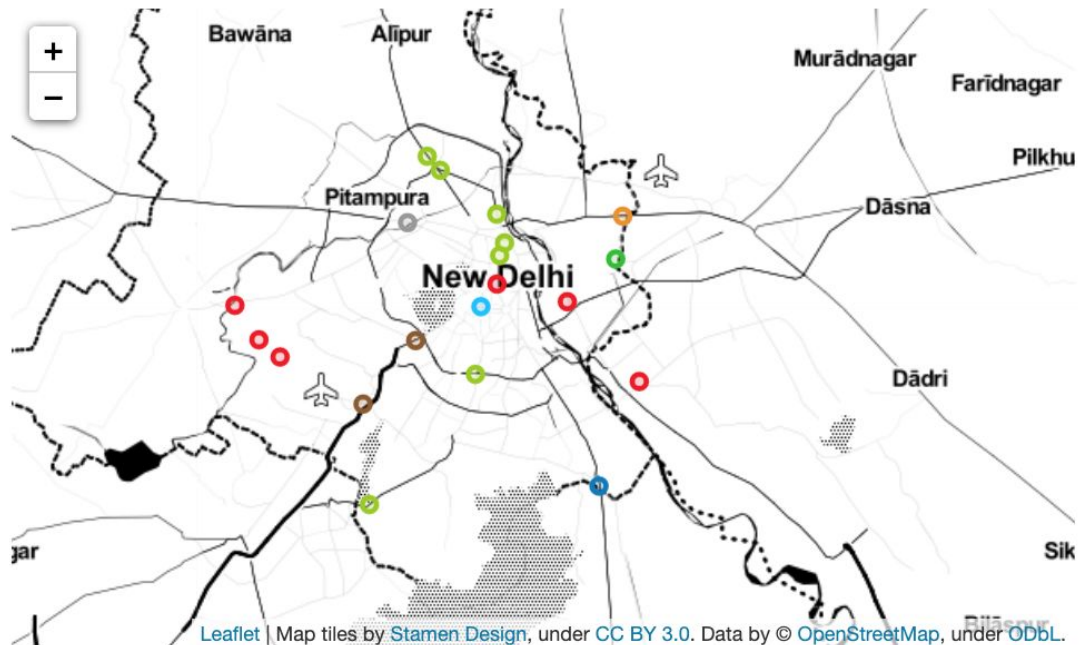 +
−
Bawāna
Alīpur
Murādnagar
Farīdnagar
Pilkhu
Pitampura
Dāsna
New Delhi
Dādri
gar
Sik
Bilāspur
Leaflet | Map tiles by Stamen Design, under CC BY 3.0. Data by © OpenStreetMap, under ODbL.